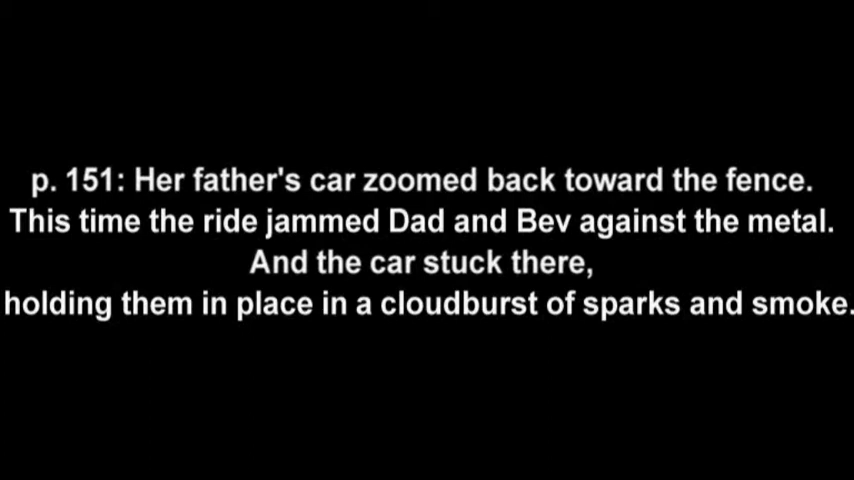 p. 151: Her father's car zoomed back toward the fence.
This time the ride jammed Dad and Bev against the metal.
And the car stuck there,
holding them in place in a cloudburst of sparks and smoke.